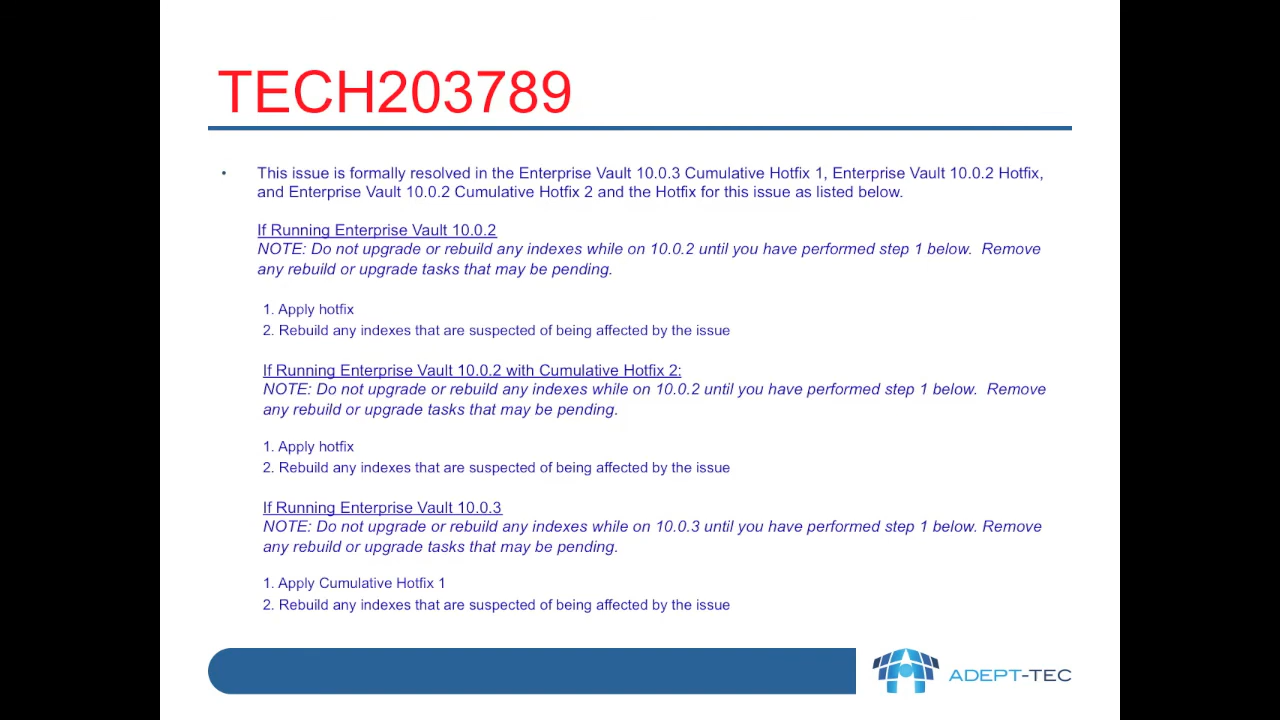 TECH203789
• This issue is formally resolved in the Enterprise Vault 10.0.3 Cumulative Hotfix 1, Enterprise Vault 10.0.2 Hotfix,
and Enterprise Vault 10.0.2 Cumulative Hotfix 2 and the Hotfix for this issue as listed below.
If Running Enterprise Vault 10.0.2
NOTE: Do not upgrade or rebuild any indexes while on 10.0.2 until you have performed step 1 below.  Remove
any rebuild or upgrade tasks that may be pending.
1. Apply hotfix
2. Rebuild any indexes that are suspected of being affected by the issue
If Running Enterprise Vault 10.0.2 with Cumulative Hotfix 2:
NOTE: Do not upgrade or rebuild any indexes while on 10.0.2 until you have performed step 1 below.  Remove
any rebuild or upgrade tasks that may be pending.
1. Apply hotfix
2. Rebuild any indexes that are suspected of being affected by the issue
If Running Enterprise Vault 10.0.3
NOTE: Do not upgrade or rebuild any indexes while on 10.0.3 until you have performed step 1 below. Remove
any rebuild or upgrade tasks that may be pending.
1. Apply Cumulative Hotfix 1
2. Rebuild any indexes that are suspected of being affected by the issue
ADEPT-TEC